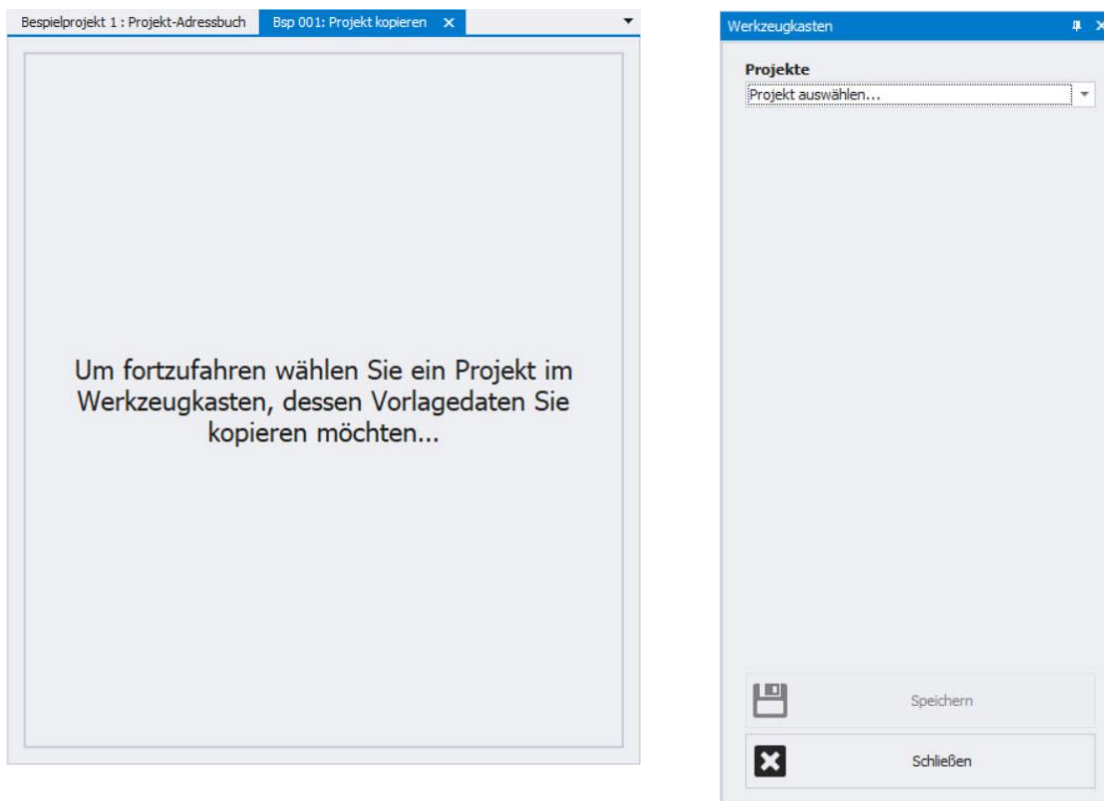 Bespielprojekt 1 : Projekt-Adressbuch
Bsp 001: Projekt kopieren
Um fortzufahren wählen Sie ein Projekt im
Werkzeugkasten, dessen Vorlagedaten Sie
kopieren möchten...
Werkzeugkasten
Projekte
Projekt auswählen...
Speichern
Schließen